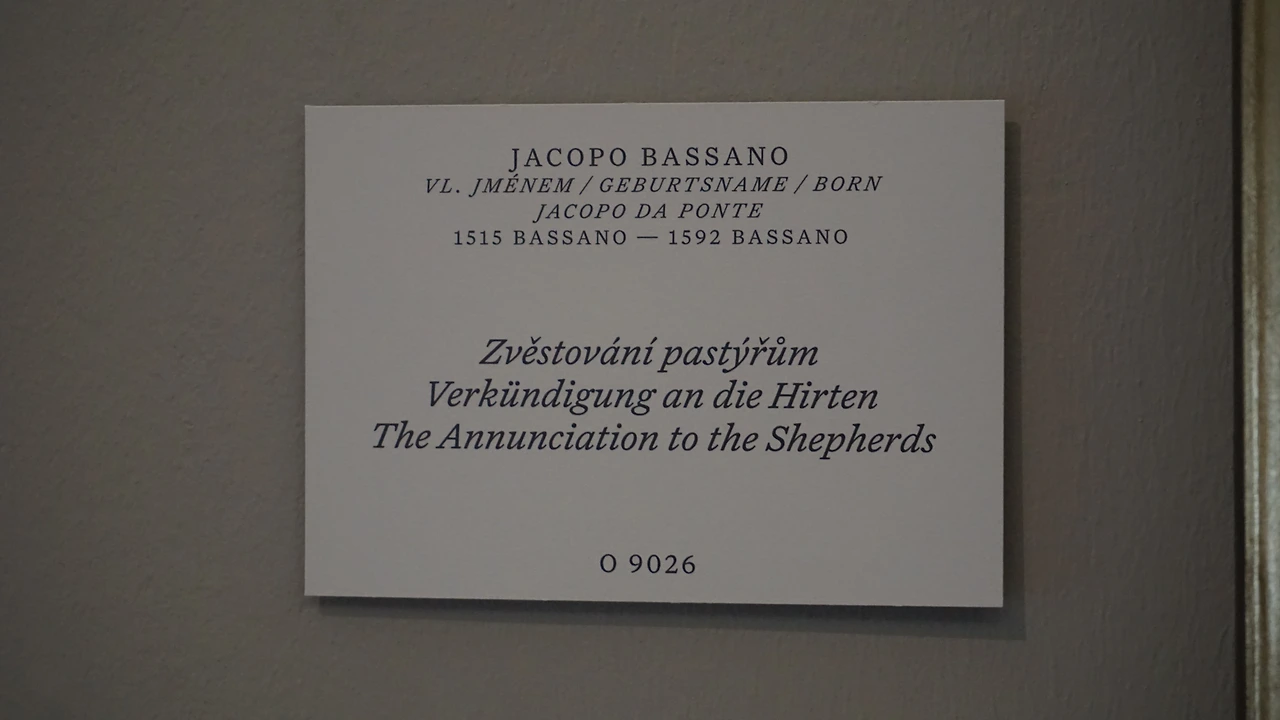 JACOPO BASSANO
VL. JMÉNEM / GEBURTSNAME / BORN
JACOPO DA PONTE
1515 BASSANO — 1592 BASSANO
Zvěstování pastýřům
Verkündigung an die Hirten
The Annunciation to the Shepherds
O 9026